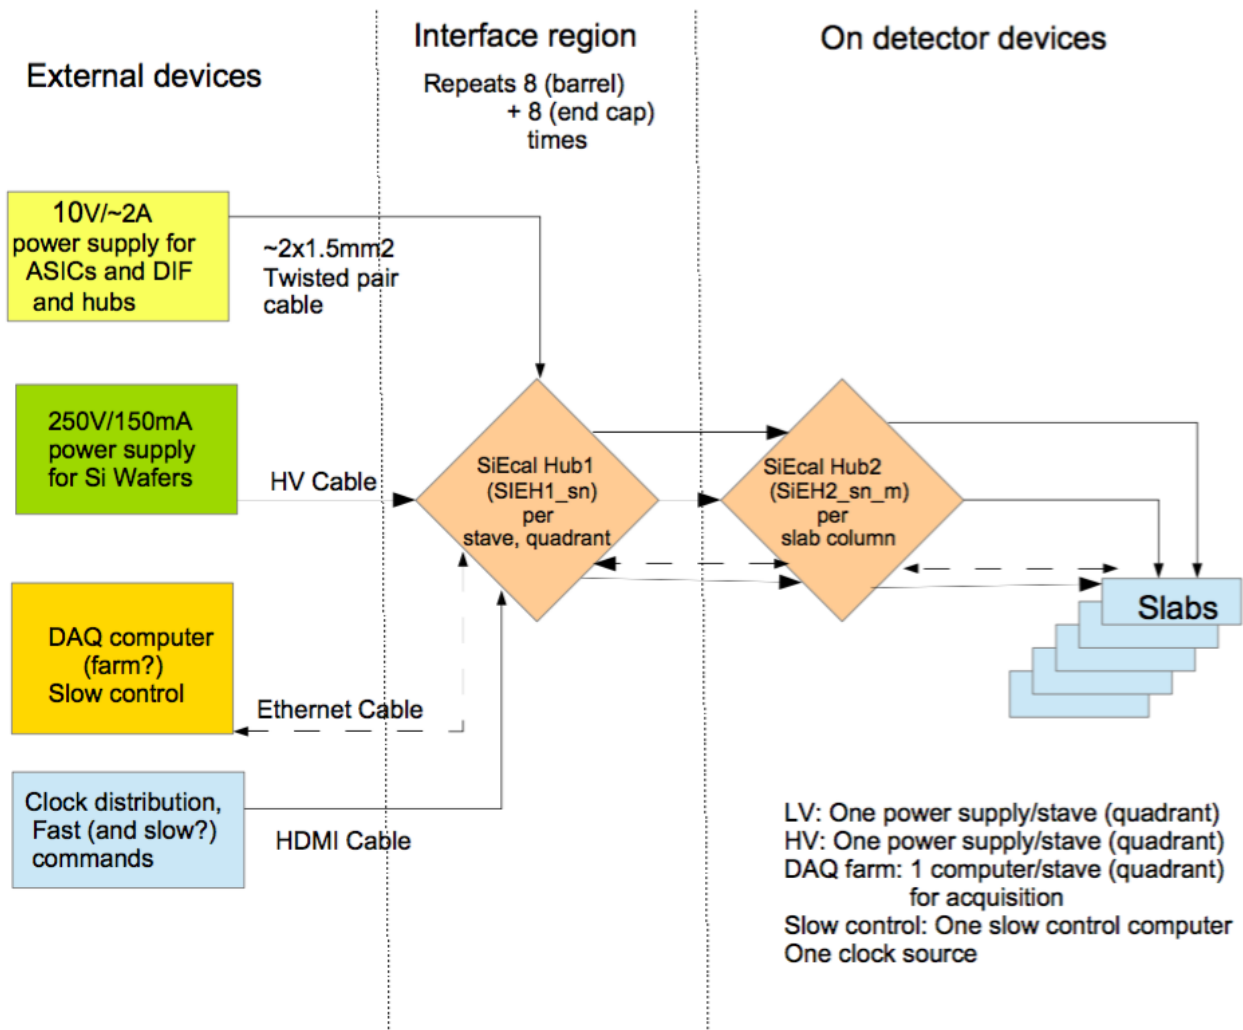 External devices
Interface region
Repeats 8 (barrel)
+ 8 (end cap)
times
On detector devices
10V/~2A
power supply for
ASICs and DIF
and hubs
~2x1.5mm2
Twisted pair
cable
250V/150mA
power supply
for Si Wafers
HV Cable
SiEcal Hub1
(SIEH1_sn)
per
stave, quadrant
SiEcal Hub2
(SiEH2_sn_m)
per
slab column
Slabs
DAQ computer
(farm?)
Slow control
Ethernet Cable
Clock distribution,
Fast (and slow?)
commands
HDMI Cable
LV: One power supply/stave (quadrant)
HV: One power supply/stave (quadrant)
DAQ farm: 1 computer/stave (quadrant)
for acquisition
Slow control: One slow control computer
One clock source